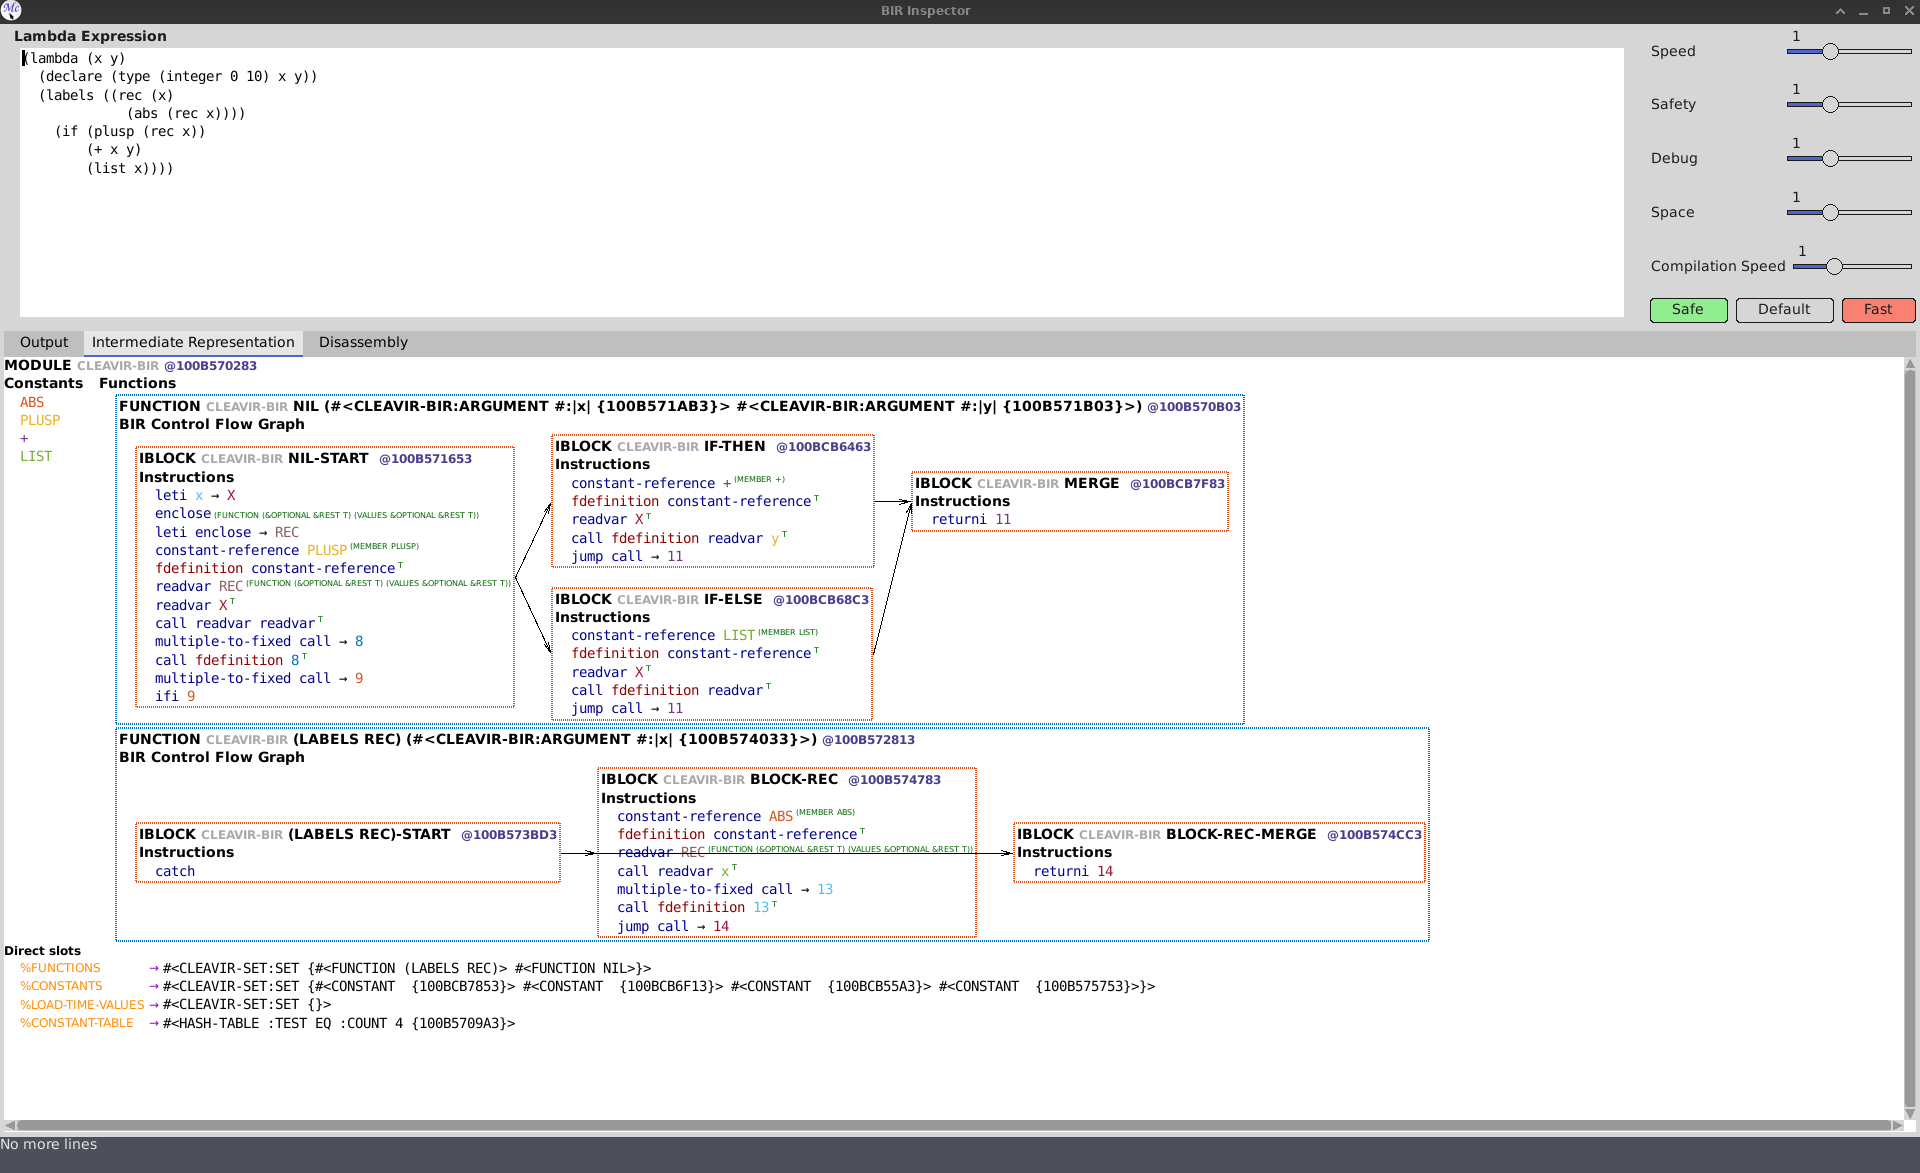 Mc
BIR Inspector
Lambda Expression
(lambda (x y)
(declare (type (integer 0 10) x y))
(labels ((rec (x)
(abs (rec x))))
(if (plusp (rec x))
(+ x y)
(list x))))
Speed 1
Safety 1
Debug 1
Space 1
Compilation Speed 1
Safe Default Fast
Output Intermediate Representation Disassembly
MODULE CLEAVIR-BIR @100B570283
Constants Functions
ABS
PLUSP
+
LIST
FUNCTION CLEAVIR-BIR NIL (#<CLEAVIR-BIR:ARGUMENT #:|x| {100B571AB3}> #<CLEAVIR-BIR:ARGUMENT #:|y| {100B571B03}>) @100B570B03
BIR Control Flow Graph
IBLOCK CLEAVIR-BIR NIL-START @100B571653
Instructions
leti x → X
enclose (FUNCTION (&OPTIONAL &REST T) (VALUES &OPTIONAL &REST T))
leti enclose → REC
constant-reference PLUSP (MEMBER PLUSP)
fdefinition constant-reference T
readvar REC (FUNCTION (&OPTIONAL &REST T) (VALUES &OPTIONAL &REST T))
readvar X T
call readvar readvar T
multiple-to-fixed call → 8
call fdefinition 8 T
multiple-to-fixed call → 9
ifi 9
IBLOCK CLEAVIR-BIR IF-THEN @100BCB6463
Instructions
constant-reference + (MEMBER +)
fdefinition constant-reference T
readvar X T
call fdefinition readvar y T
jump call → 11
IBLOCK CLEAVIR-BIR IF-ELSE @100BCB68C3
Instructions
constant-reference LIST (MEMBER LIST)
fdefinition constant-reference T
readvar X T
call fdefinition readvar T
jump call → 11
IBLOCK CLEAVIR-BIR MERGE @100BCB7F83
Instructions
returni 11
FUNCTION CLEAVIR-BIR (LABELS REC) (#<CLEAVIR-BIR:ARGUMENT #:|x| {100B574033}>) @100B572813
BIR Control Flow Graph
IBLOCK CLEAVIR-BIR (LABELS REC)-START @100B573BD3
Instructions
catch
IBLOCK CLEAVIR-BIR BLOCK-REC @100B574783
Instructions
constant-reference ABS (MEMBER ABS)
fdefinition constant-reference T
readvar REC (FUNCTION (&OPTIONAL &REST T) (VALUES &OPTIONAL &REST T))
call readvar x T
multiple-to-fixed call → 13
call fdefinition 13 T
jump call → 14
IBLOCK CLEAVIR-BIR BLOCK-REC-MERGE @100B574CC3
Instructions
returni 14
Direct slots
%FUNCTIONS → #<CLEAVIR-SET:SET {#<FUNCTION (LABELS REC)> #<FUNCTION NIL>}>
%CONSTANTS → #<CLEAVIR-SET:SET {#<CONSTANT {100BCB7853}> #<CONSTANT {100BCB6F13}> #<CONSTANT {100BCB55A3}> #<CONSTANT {100B575753}>}>
%LOAD-TIME-VALUES → #<CLEAVIR-SET:SET {}>
%CONSTANT-TABLE → #<HASH-TABLE :TEST EQ :COUNT 4 {100B5709A3}>
No more lines